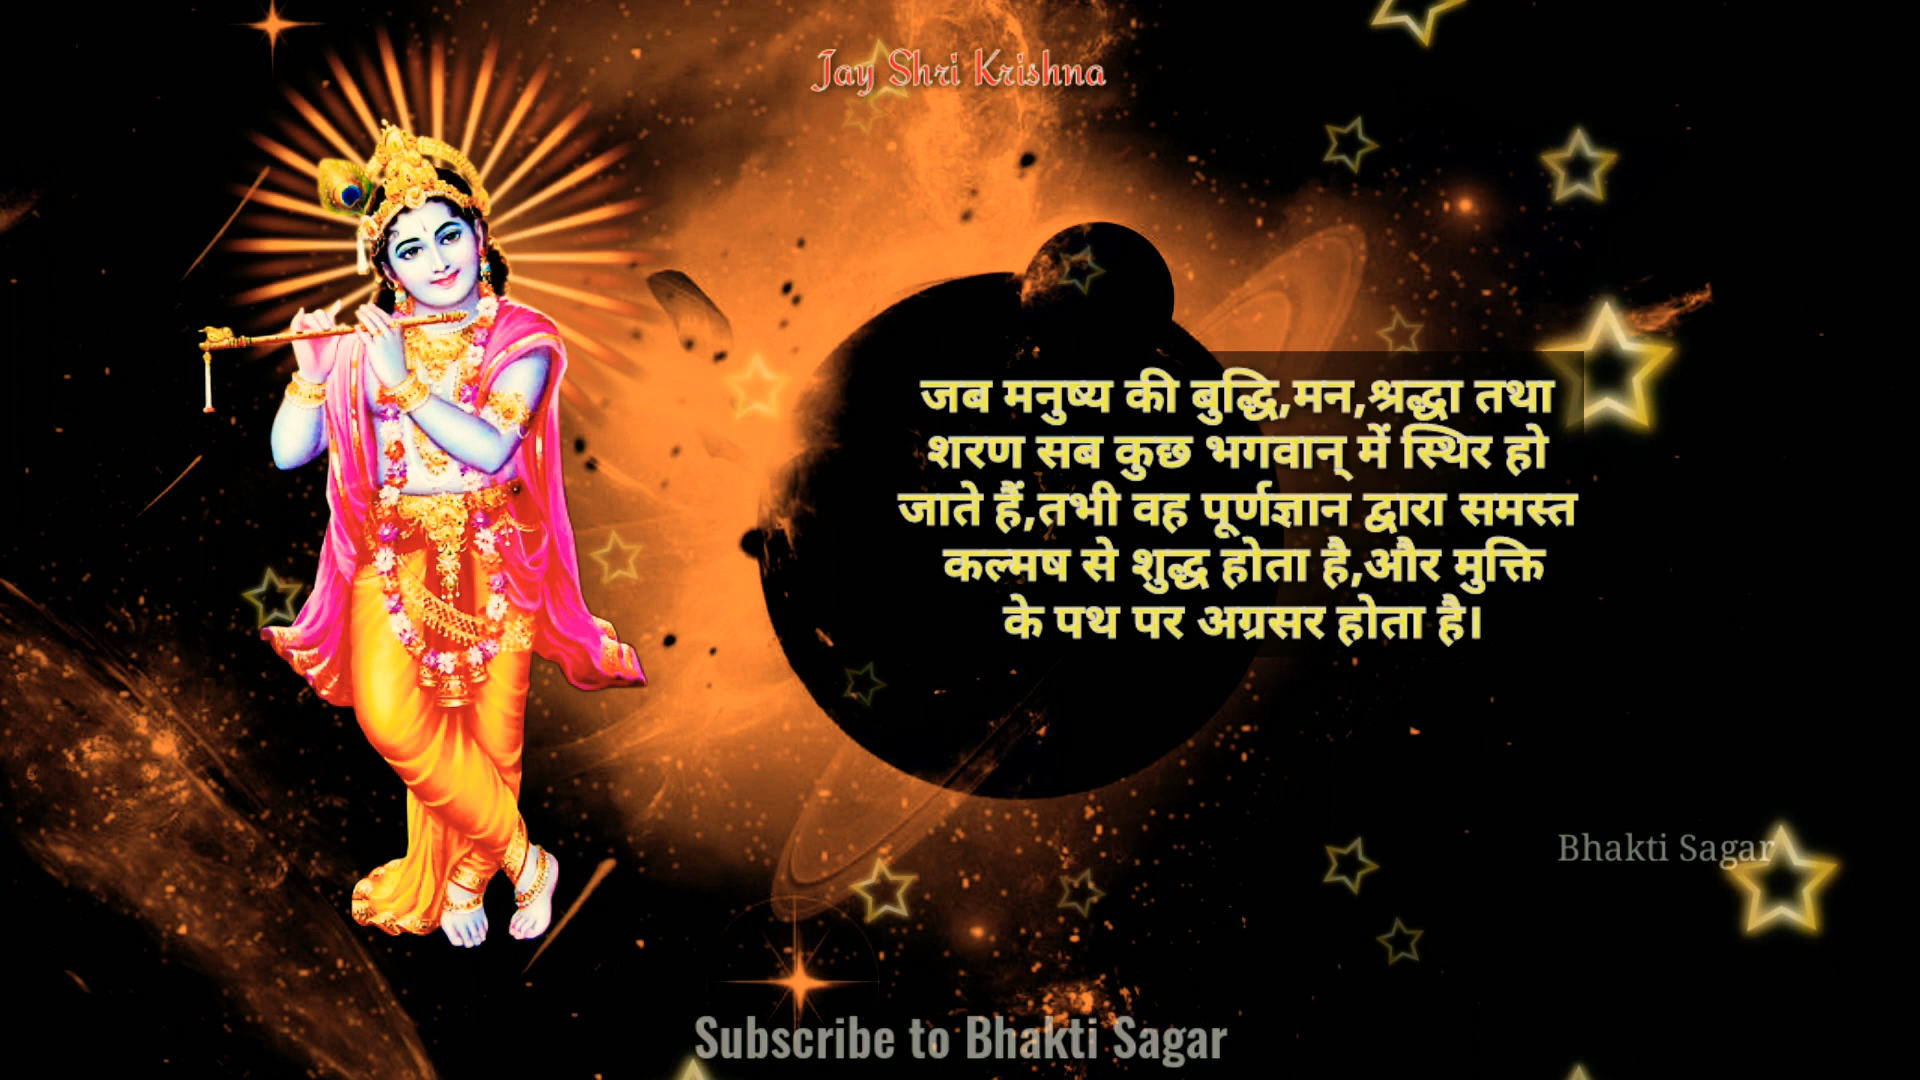 Jay Shri Krishna
जब मनुष्य की बुद्धि,मन,श्रद्धा तथा
शरण सब कुछ भगवान् में स्थिर हो
जाते हैं,तभी वह पूर्णज्ञान द्वारा समस्त
कल्मष से शुद्ध होता है,और मुक्ति
के पथ पर अग्रसर होता है।
Bhakti Sagar
Subscribe to Bhakti Sagar